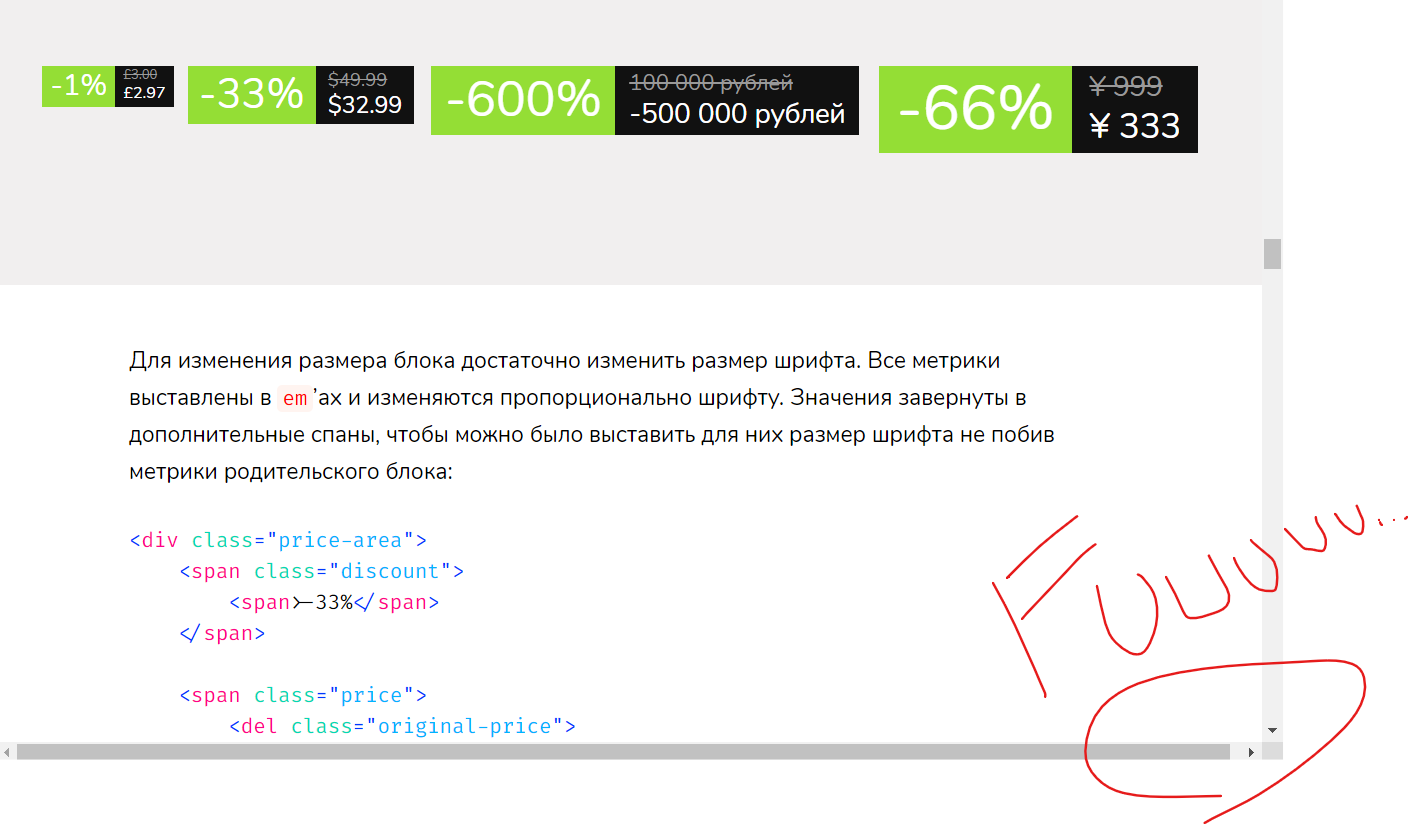 -1% £3.00 £2.97
-33% $49.99 $32.99
-600% 100 000 рублей -500 000 рублей
-66% ¥ 999 ¥ 333
Для изменения размера блока достаточно изменить размер шрифта. Все метрики
выставлены в em’ах и изменяются пропорционально шрифту. Значения завернуты в
дополнительные спаны, чтобы можно было выставить для них размер шрифта не побив
метрики родительского блока:
<div class="price-area">
<span class="discount">
<span>-33%</span>
</span>
<span class="price">
<del class="original-price">
Fuuuuuu...